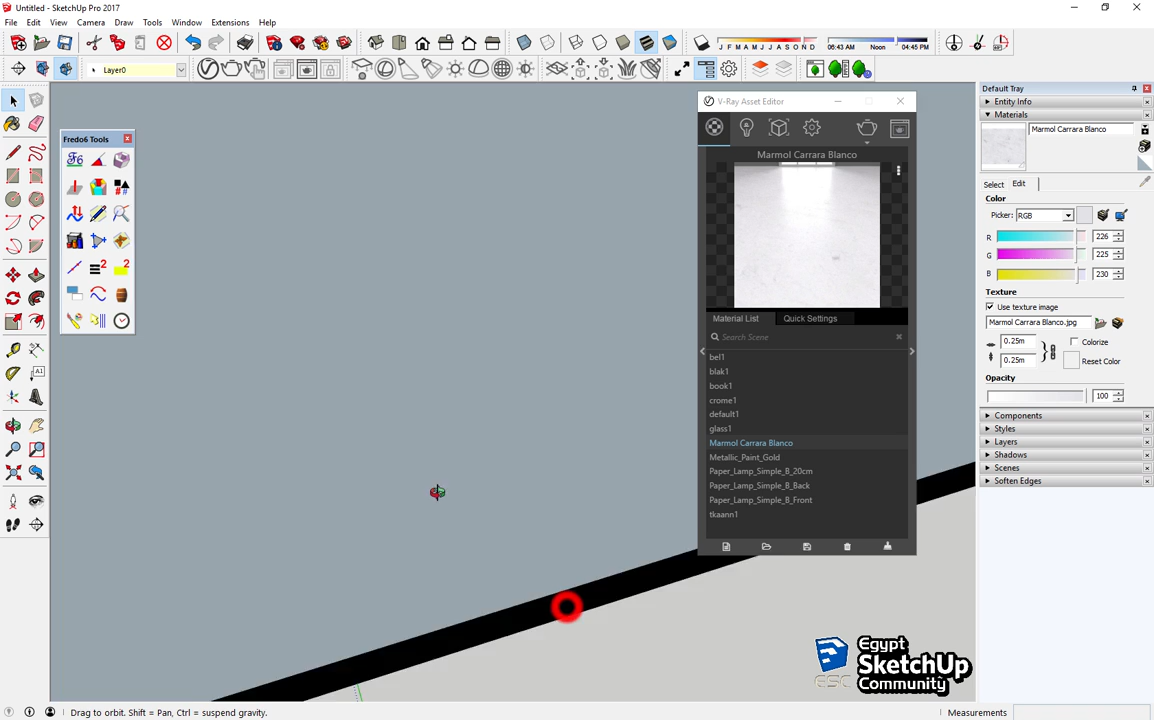 Untitled - SketchUp Pro 2017
File Edit View Camera Draw Tools Window Extensions Help
J F M A M J J A S O N D
06:43 AM Noon 04:45 PM
Layer0
Fredo6 Tools
V-Ray Asset Editor
Marmol Carrara Blanco
Material List Quick Settings
Search Scene
bel1
blak1
book1
crome1
default1
glass1
Marmol Carrara Blanco
Metallic_Paint_Gold
Paper_Lamp_Simple_B_20cm
Paper_Lamp_Simple_B_Back
Paper_Lamp_Simple_B_Front
tkaann1
Default Tray
Entity Info
Materials
Marmol Carrara Blanco
Select Edit
Color
Picker: RGB
R 226
G 225
B 230
Texture
Use texture image
Marmol Carrara Blanco.jpg
0.25m Colorize
0.25m Reset Color
Opacity
100
Components
Styles
Layers
Shadows
Scenes
Soften Edges
Egypt
SketchUp
Community
ESC
Drag to orbit. Shift = Pan, Ctrl = suspend gravity.
Measurements